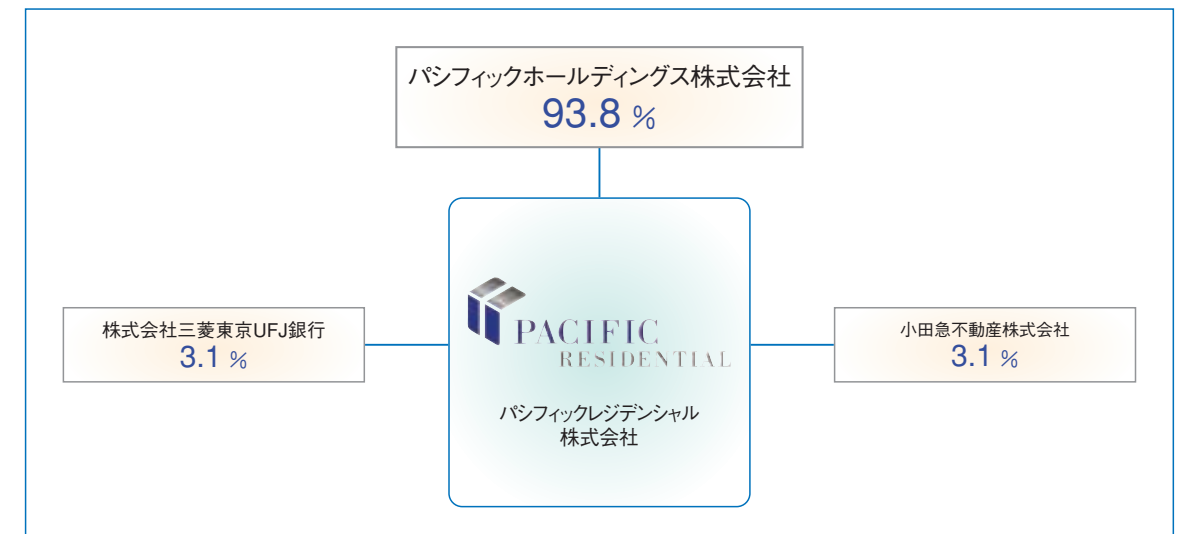 パシフィックホールディングス株式会社
93.8 %
株式会社三菱東京UFJ銀行
3.1 %
PACIFIC
RESIDENTIAL
パシフィックレジデンシャル
株式会社
小田急不動産株式会社
3.1 %